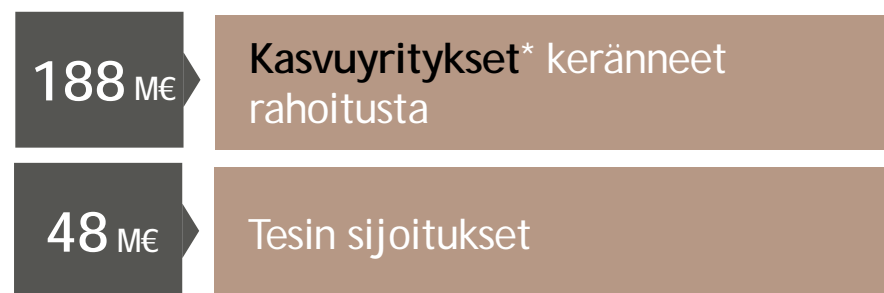 188 M€
Kasvuyritykset* keränneet
rahoitusta
48 M€
Tesin sijoitukset